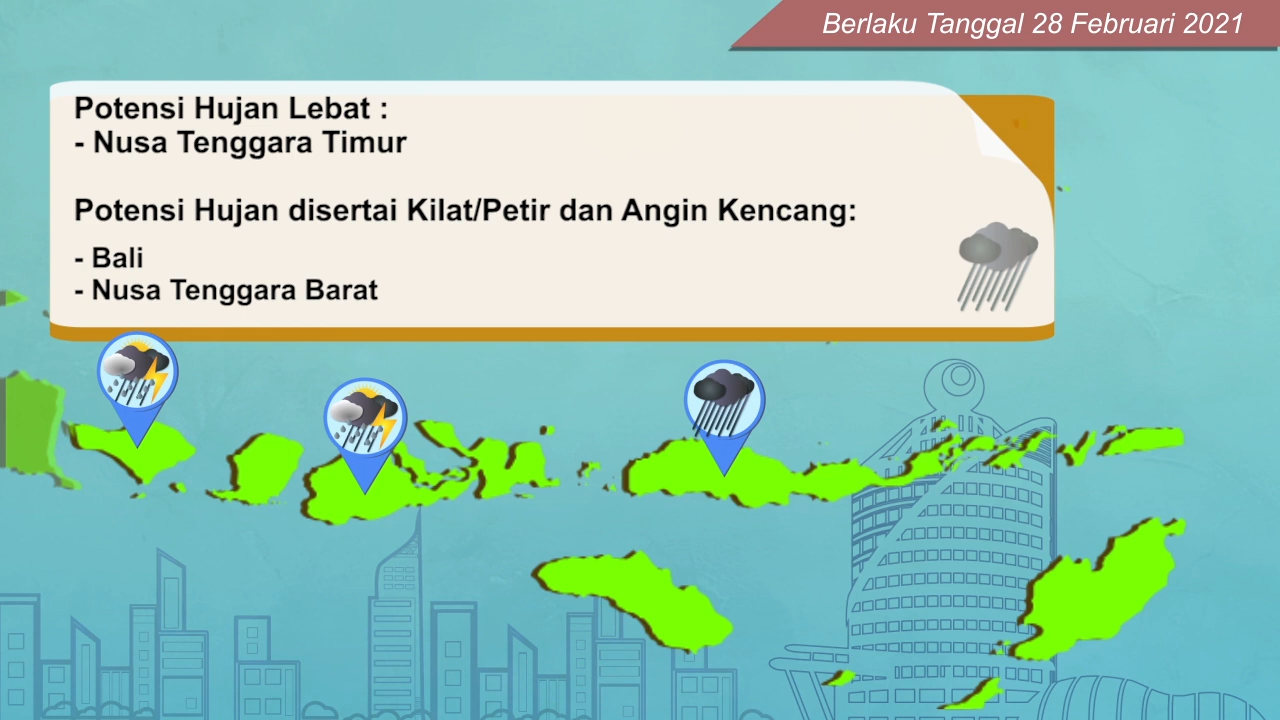 Berlaku Tanggal 28 Februari 2021
Potensi Hujan Lebat :
- Nusa Tenggara Timur
Potensi Hujan disertai Kilat/Petir dan Angin Kencang:
- Bali
- Nusa Tenggara Barat